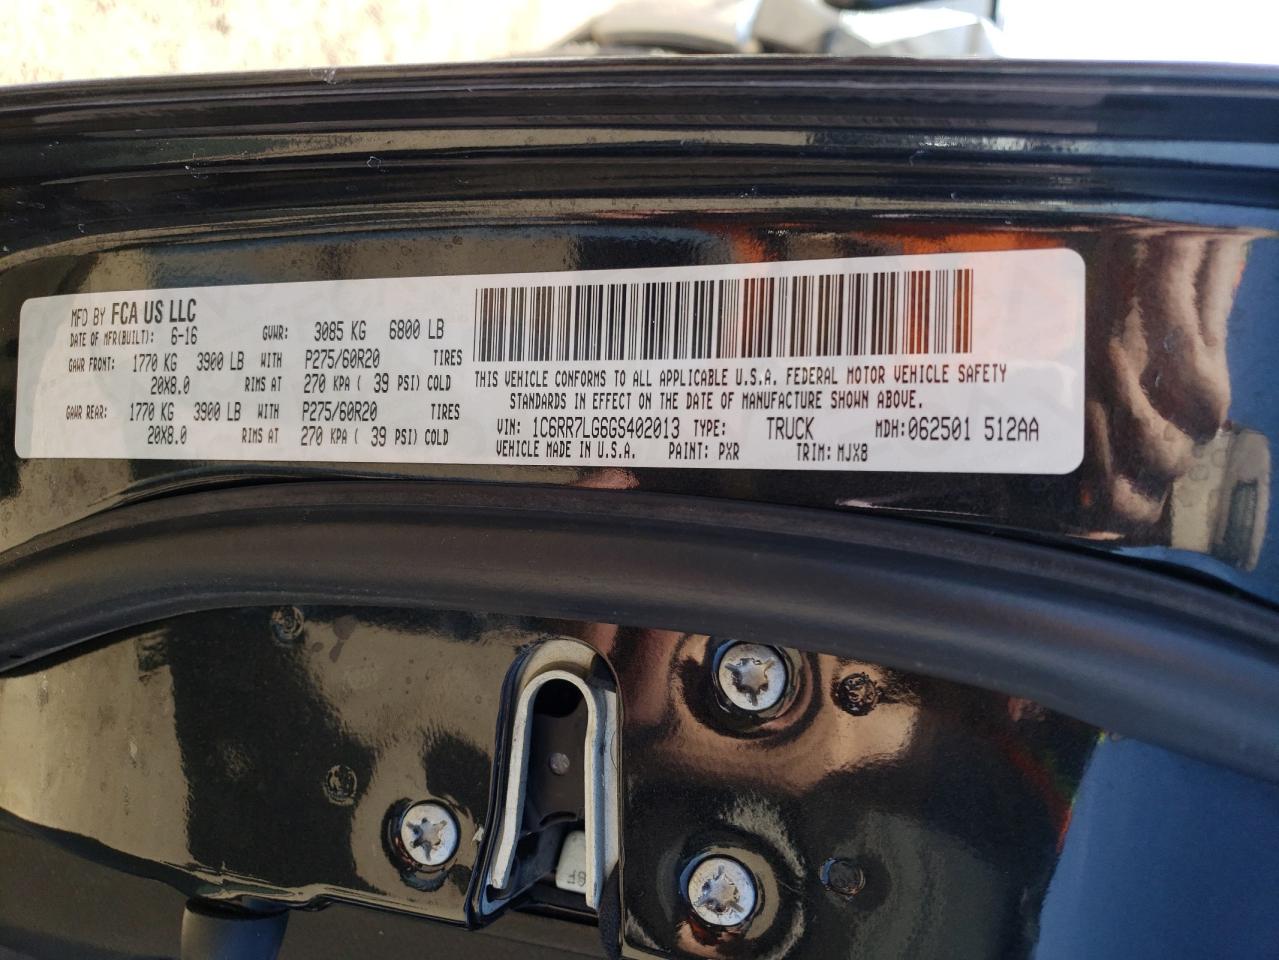 MFD BY FCA US LLC
DATE OF MFR(BUILT): 6-16 GVWR: 3085 KG 6800 LB
GAWR FRONT: 1770 KG 3900 LB WITH P275/60R20 TIRES
20X8.0 RIMS AT 270 KPA ( 39 PSI) COLD
GAWR REAR: 1770 KG 3900 LB WITH P275/60R20 TIRES
20X8.0 RIMS AT 270 KPA ( 39 PSI) COLD
THIS VEHICLE CONFORMS TO ALL APPLICABLE U.S.A. FEDERAL MOTOR VEHICLE SAFETY
STANDARDS IN EFFECT ON THE DATE OF MANUFACTURE SHOWN ABOVE.
VIN: 1C6RR7LG6GS402013 TYPE: TRUCK MDH: 062501 512AA
VEHICLE MADE IN U.S.A. PAINT: PXR TRIM: MJX8